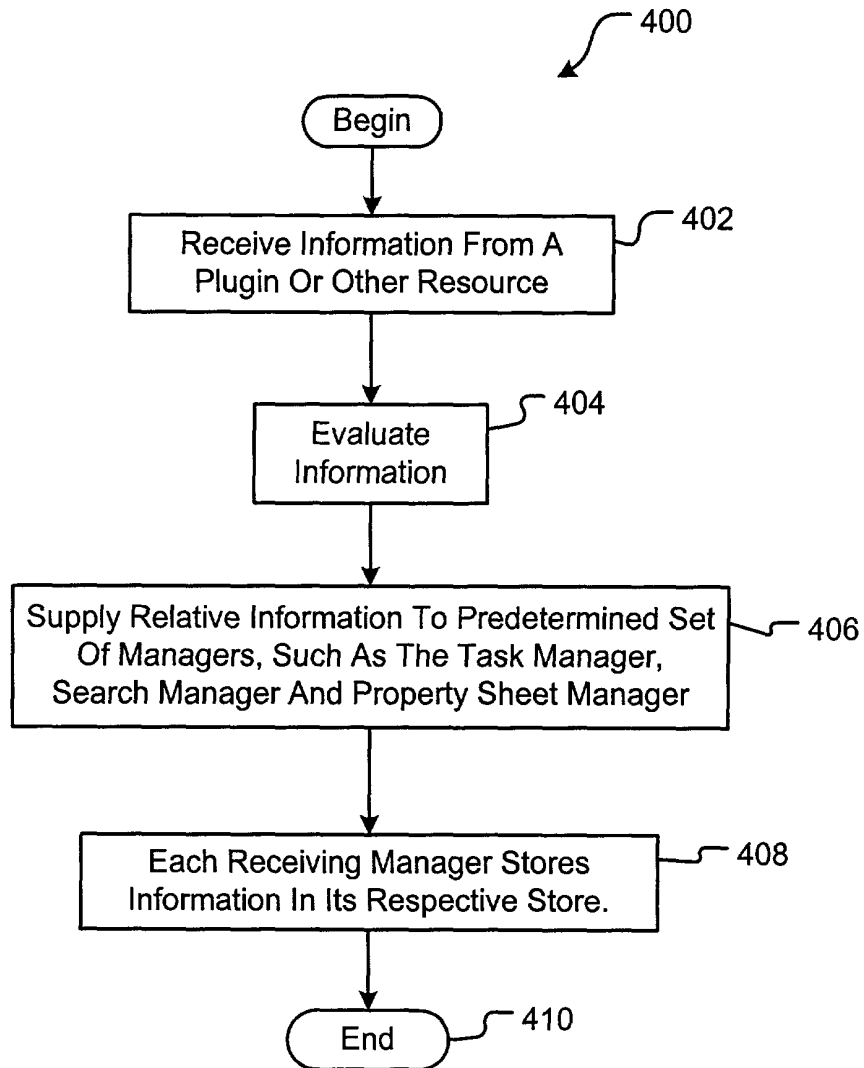 400
Begin
Receive Information From A
Plugin Or Other Resource
402
Evaluate
Information
404
Supply Relative Information To Predetermined Set
Of Managers, Such As The Task Manager,
Search Manager And Property Sheet Manager
406
Each Receiving Manager Stores
Information In Its Respective Store.
408
End
410